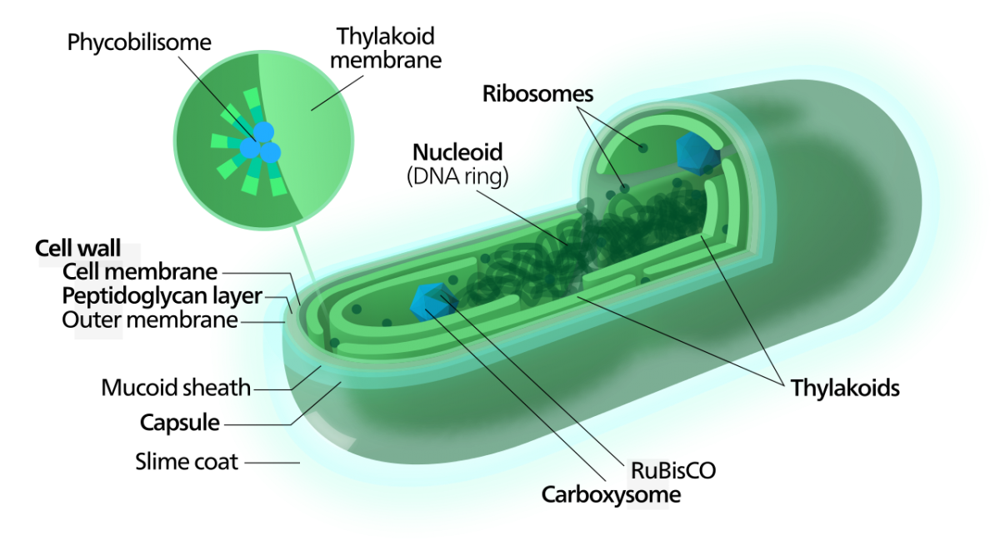 Phycobilisome
Thylakoid
membrane
Ribosomes
Nucleoid
(DNA ring)
Cell wall
Cell membrane
Peptidoglycan layer
Outer membrane
Mucoid sheath
Capsule
Slime coat
Thylakoids
RuBisCO
Carboxysome